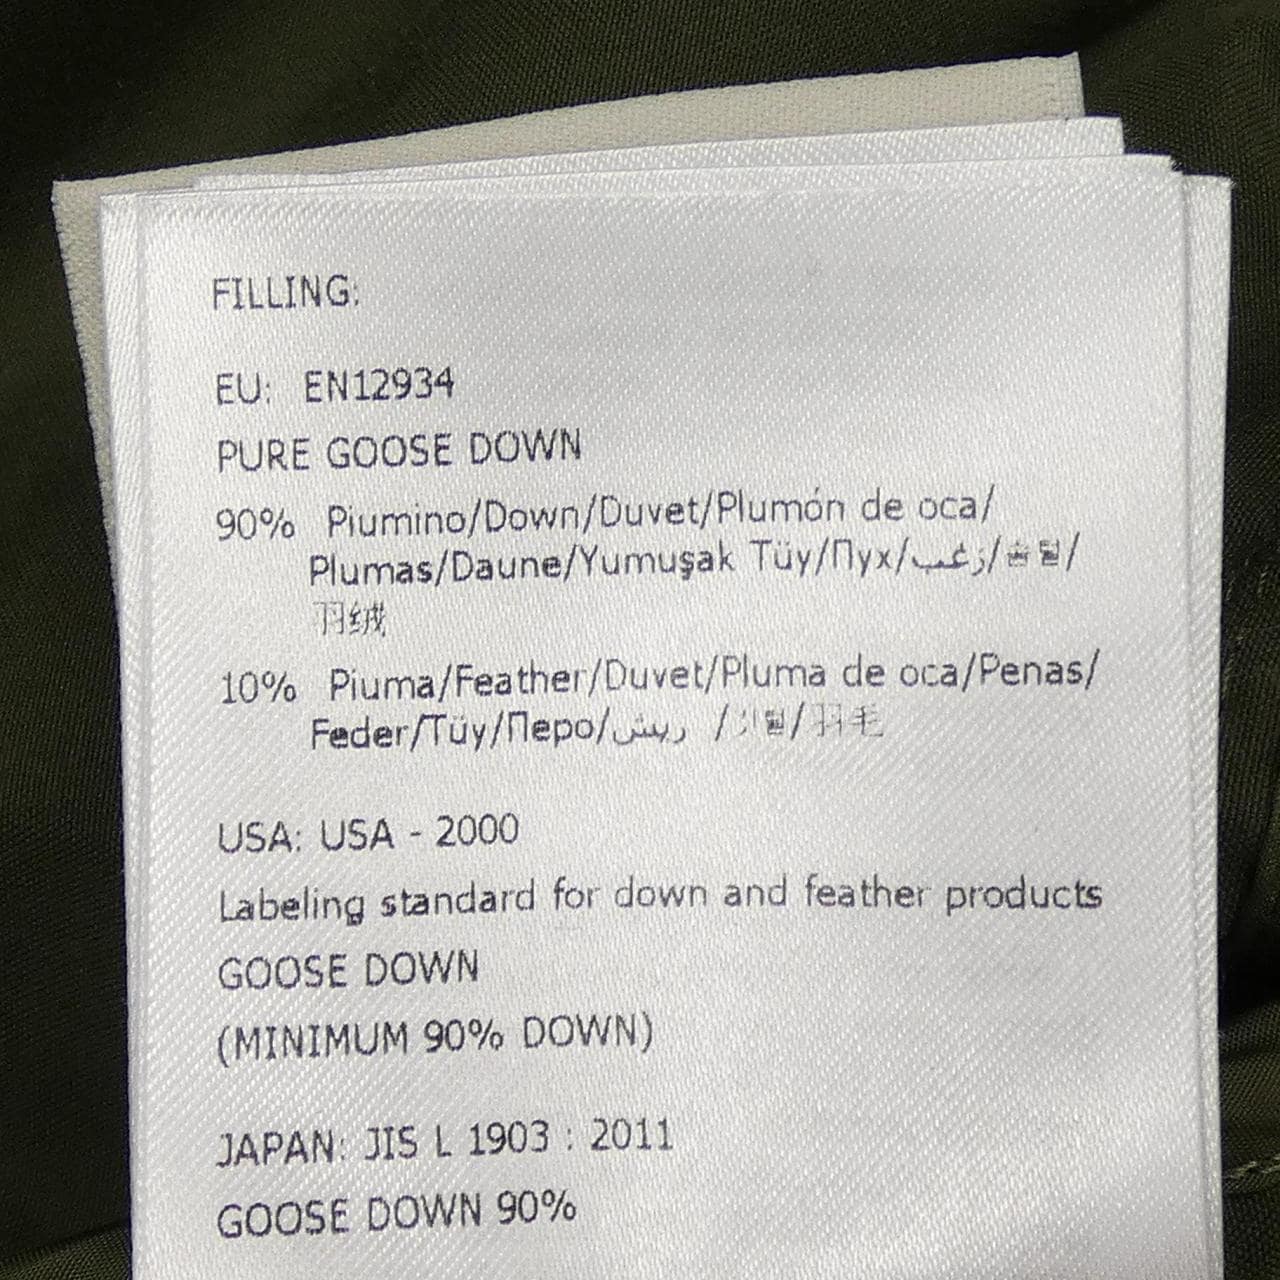 FILLING:
EU: EN12934
PURE GOOSE DOWN
90% Piumino/Down/Duvet/Plumón de oca/
Plumas/Daune/Yumuşak Tüy/Пух/زغب/솜털/
羽绒
10% Piuma/Feather/Duvet/Pluma de oca/Penas/
Feder/Tüy/Перо/ريش /깃털/羽毛
USA: USA - 2000
Labeling standard for down and feather products
GOOSE DOWN
(MINIMUM 90% DOWN)
JAPAN: JIS L 1903 : 2011
GOOSE DOWN 90%